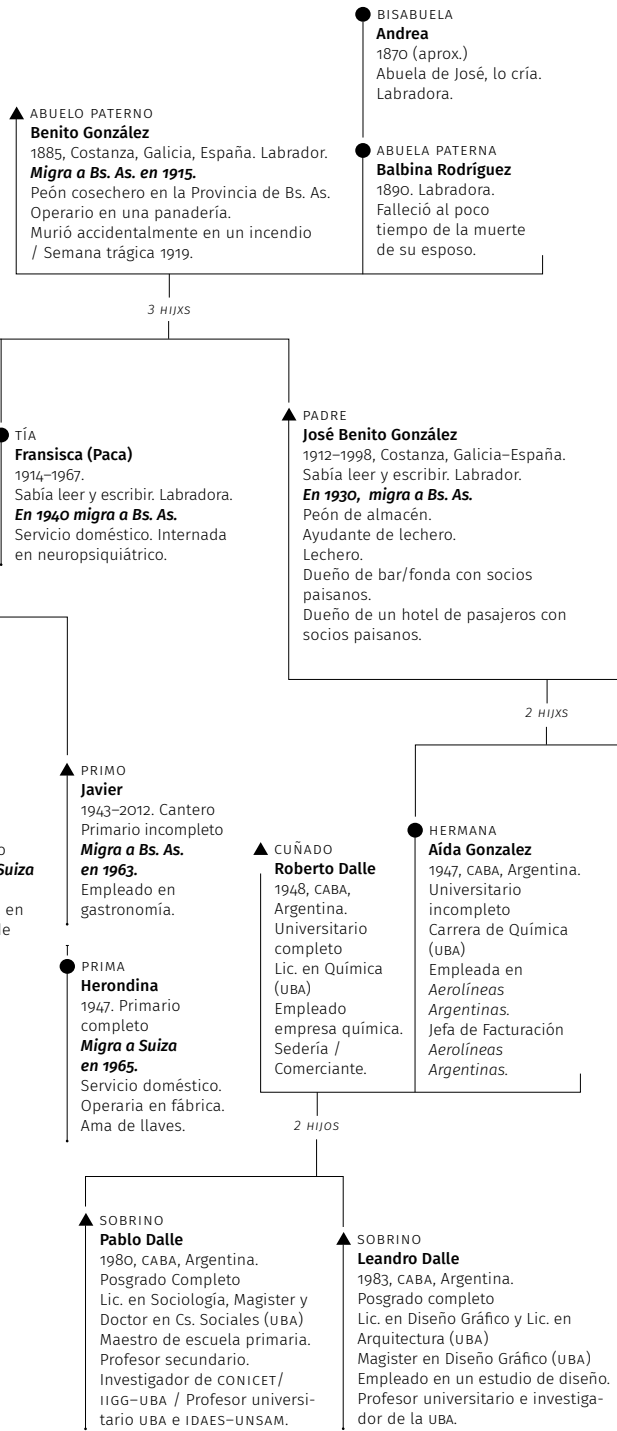 BISABUELA
Andrea
1870 (aprox.)
Abuela de José, lo cría.
Labradora.
ABUELO PATERNO
Benito González
1885, Costanza, Galicia, España. Labrador.
Migra a Bs. As. en 1915.
Peón cosechero en la Provincia de Bs. As.
Operario en una panadería.
Murió accidentalmente en un incendio
/ Semana trágica 1919.
ABUELA PATERNA
Balbina Rodríguez
1890. Labradora.
Falleció al poco
tiempo de la muerte
de su esposo.
3 HIJXS
TÍA
Fransisca (Paca)
1914–1967.
Sabía leer y escribir. Labradora.
En 1940 migra a Bs. As.
Servicio doméstico. Internada
en neuropsiquiátrico.
PADRE
José Benito González
1912–1998, Costanza, Galicia–España.
Sabía leer y escribir. Labrador.
En 1930, migra a Bs. As.
Peón de almacén.
Ayudante de lechero.
Lechero.
Dueño de bar/fonda con socios
paisanos.
Dueño de un hotel de pasajeros con
socios paisanos.
2 HIJXS
o
Suiza
en
PRIMO
Javier
1943–2012. Cantero
Primario incompleto
Migra a Bs. As.
en 1963.
Empleado en
gastronomía.
PRIMA
Herondina
1947. Primario
completo
Migra a Suiza
en 1965.
Servicio doméstico.
Operaria en fábrica.
Ama de llaves.
CUÑADO
Roberto Dalle
1948, CABA,
Argentina.
Universitario
completo
Lic. en Química
(UBA)
Empleado
empresa química.
Sedería /
Comerciante.
HERMANA
Aída Gonzalez
1947, CABA, Argentina.
Universitario
incompleto
Carrera de Química
(UBA)
Empleada en
Aerolíneas
Argentinas.
Jefa de Facturación
Aerolíneas
Argentinas.
2 HIJOS
SOBRINO
Pablo Dalle
1980, CABA, Argentina.
Posgrado Completo
Lic. en Sociología, Magister y
Doctor en Cs. Sociales (UBA)
Maestro de escuela primaria.
Profesor secundario.
Investigador de CONICET/
IIGG–UBA / Profesor universi-
tario UBA e IDAES–UNSAM.
SOBRINO
Leandro Dalle
1983, CABA, Argentina.
Posgrado completo
Lic. en Diseño Gráfico y Lic. en
Arquitectura (UBA)
Magister en Diseño Gráfico (UBA)
Empleado en un estudio de diseño.
Profesor universitario e investiga-
dor de la UBA.